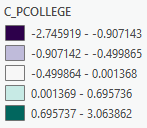 C_PCOLLEGE
-2.745919 - -0.907143
-0.907142 - -0.499865
-0.499864 - 0.001368
0.001369 - 0.695736
0.695737 - 3.063862